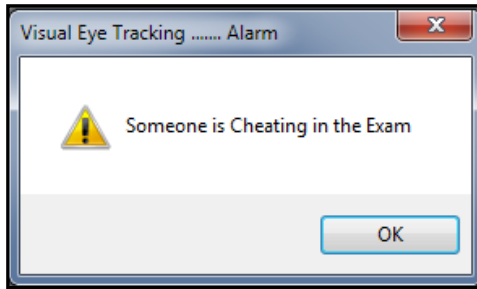 Visual Eye Tracking ....... Alarm
Someone is Cheating in the Exam
OK